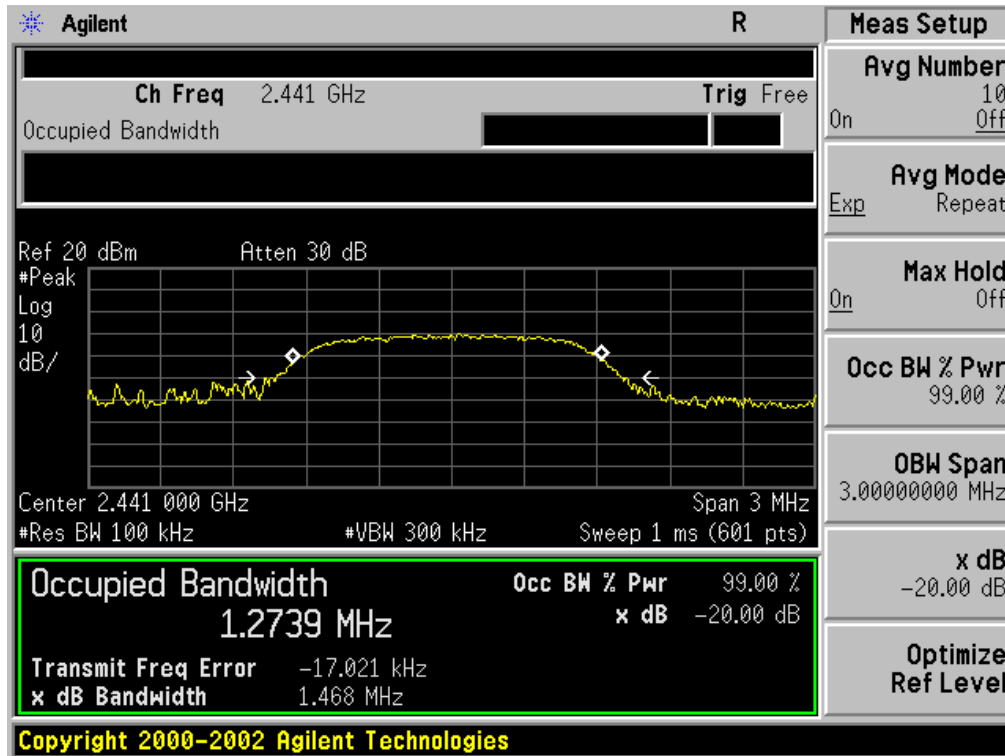 Agilent R
Ch Freq 2.441 GHz Trig Free
Occupied Bandwidth
Ref 20 dBm Atten 30 dB
#Peak
Log
10
dB/
Center 2.441 000 GHz Span 3 MHz
#Res BW 100 kHz #VBW 300 kHz Sweep 1 ms (601 pts)
Occupied Bandwidth
1.2739 MHz
Occ BW % Pwr 99.00 %
x dB -20.00 dB
Transmit Freq Error -17.021 kHz
x dB Bandwidth 1.468 MHz
Copyright 2000-2002 Agilent Technologies
Meas Setup
Avg Number
10
On Off
Avg Mode
Exp Repeat
Max Hold
On Off
Occ BW % Pwr
99.00 %
OBW Span
3.00000000 MHz
x dB
-20.00 dB
Optimize
Ref Level